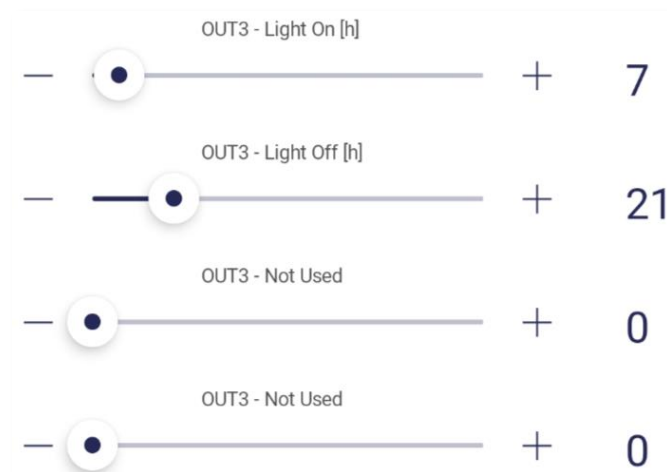 OUT3 - Light On [h]
— + 7
OUT3 - Light Off [h]
— + 21
OUT3 - Not Used
— + 0
OUT3 - Not Used
— + 0